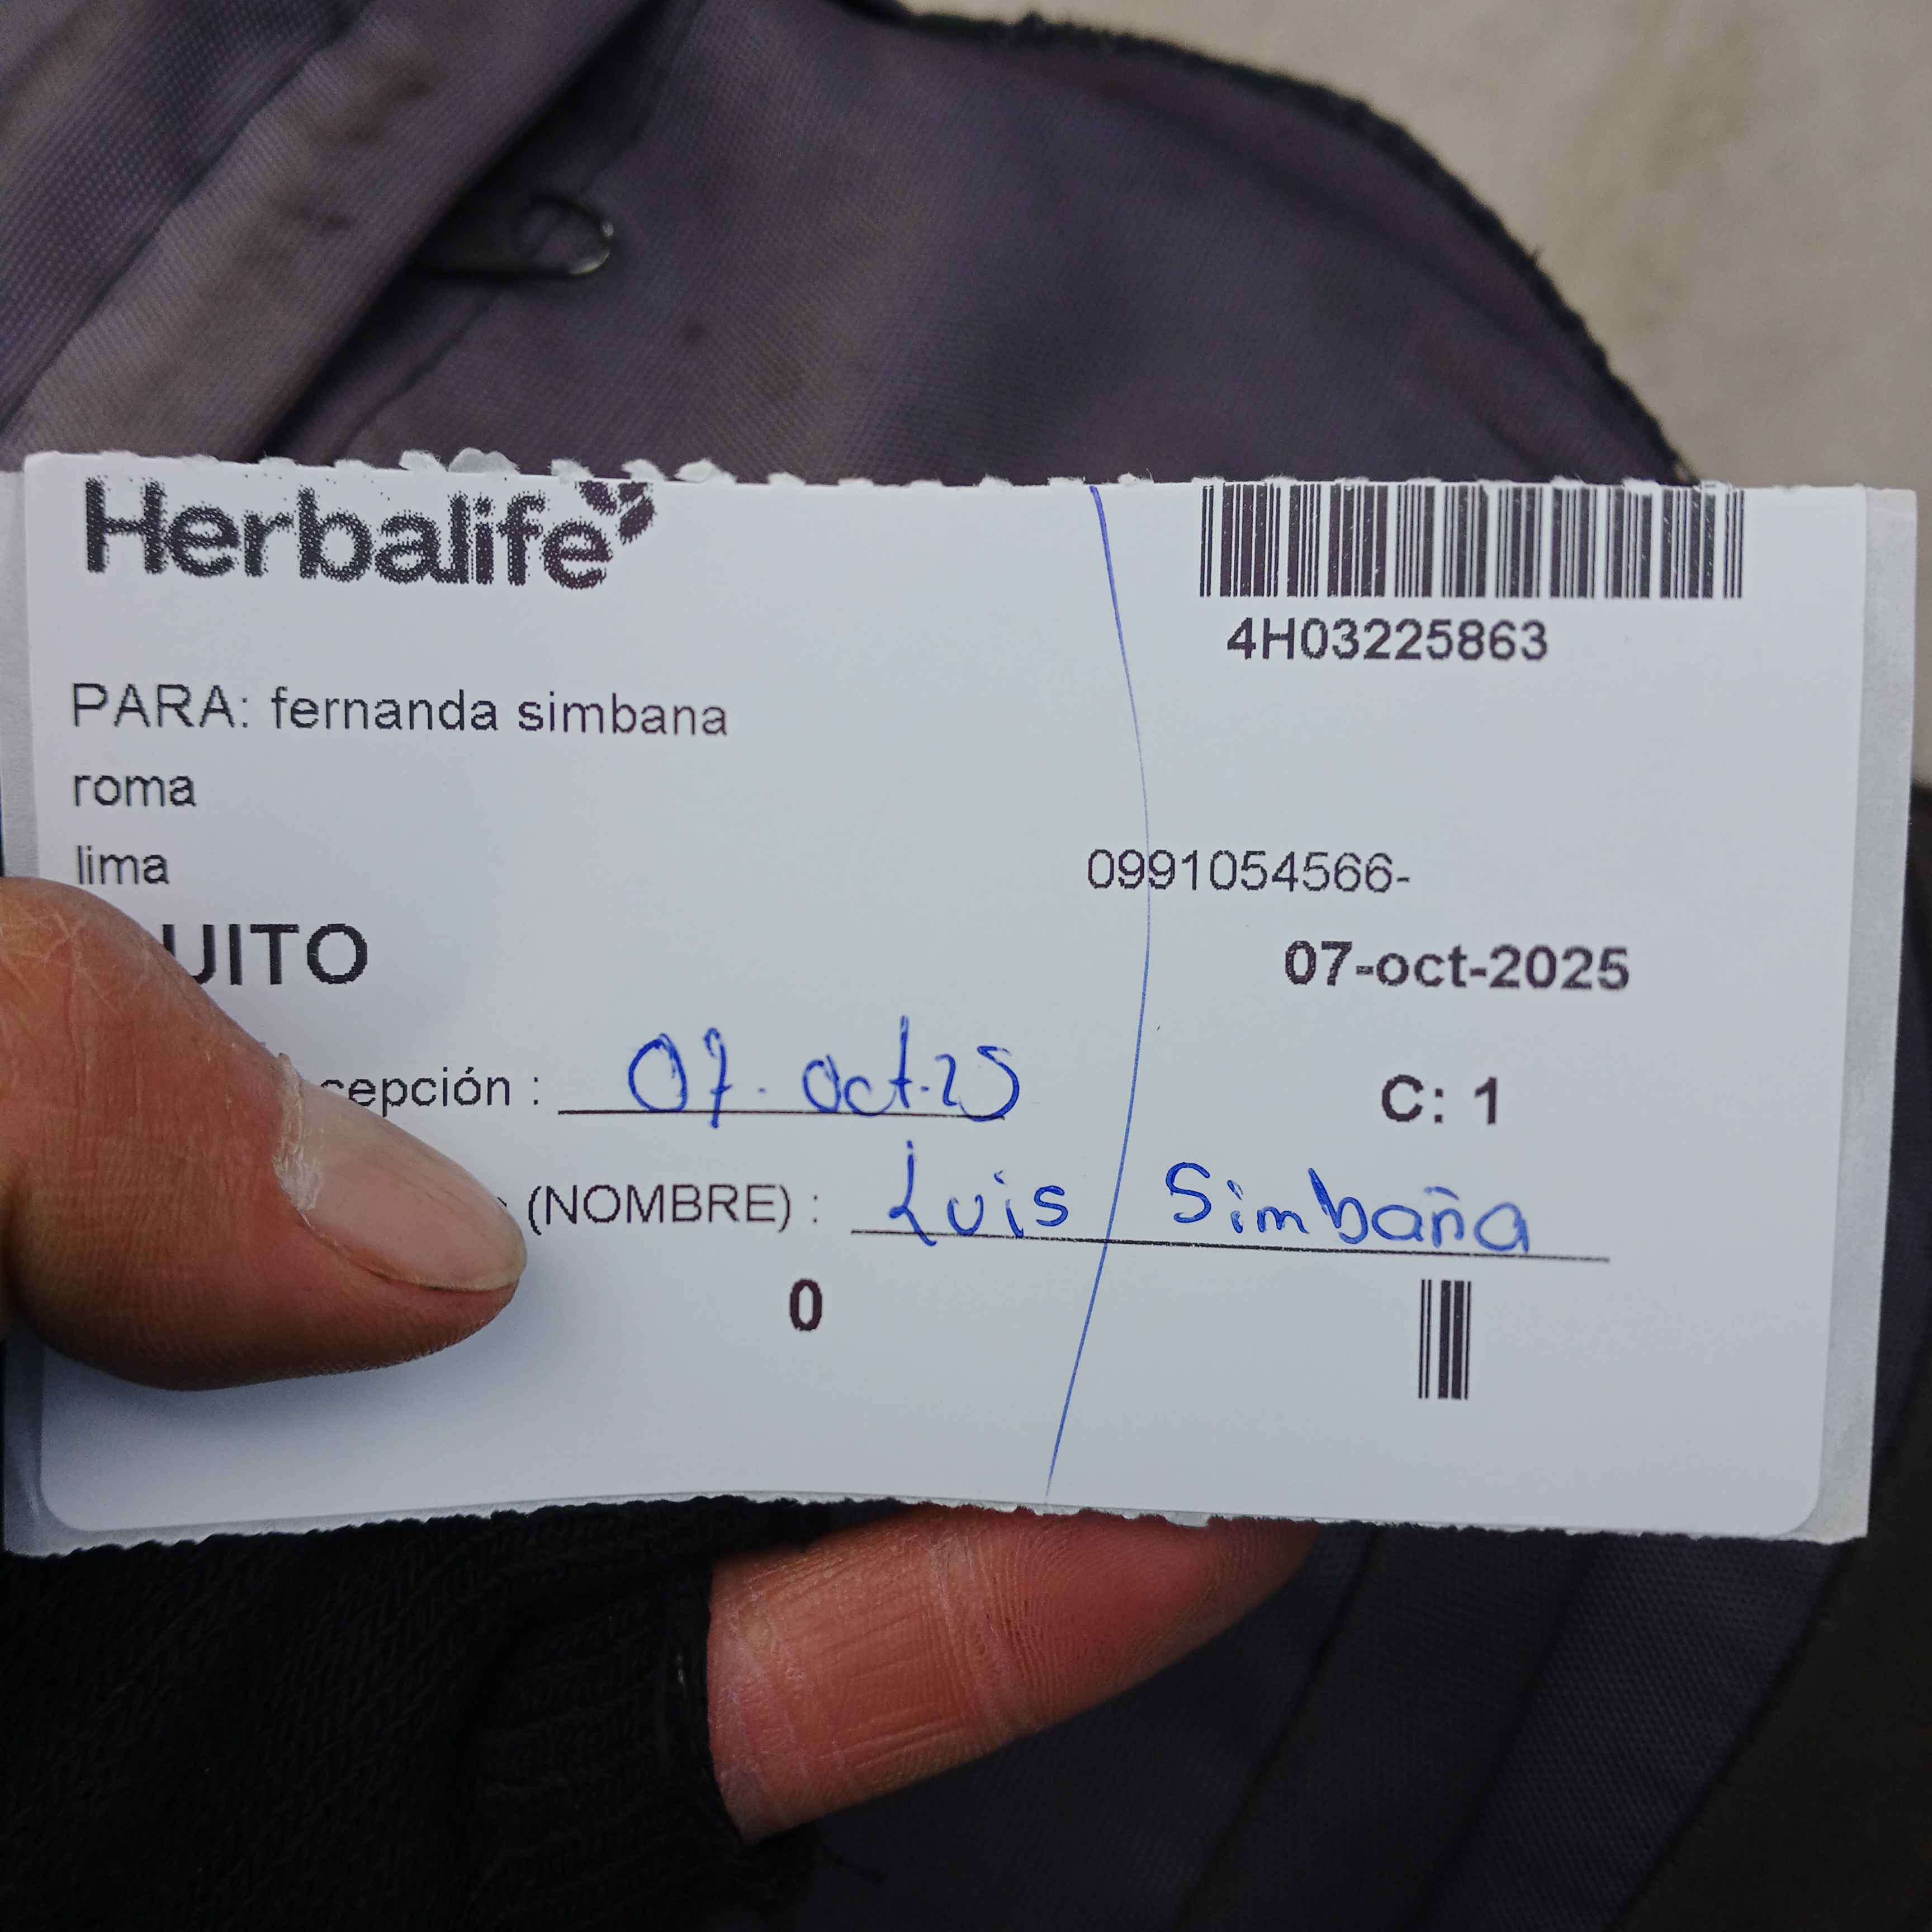 Herbalife
4H03225863
PARA: fernanda simbana
roma
lima 0991054566-
UITO 07-oct-2025
cepción : 07-oct-25 C: 1
(NOMBRE) : Luis Simbaña
0